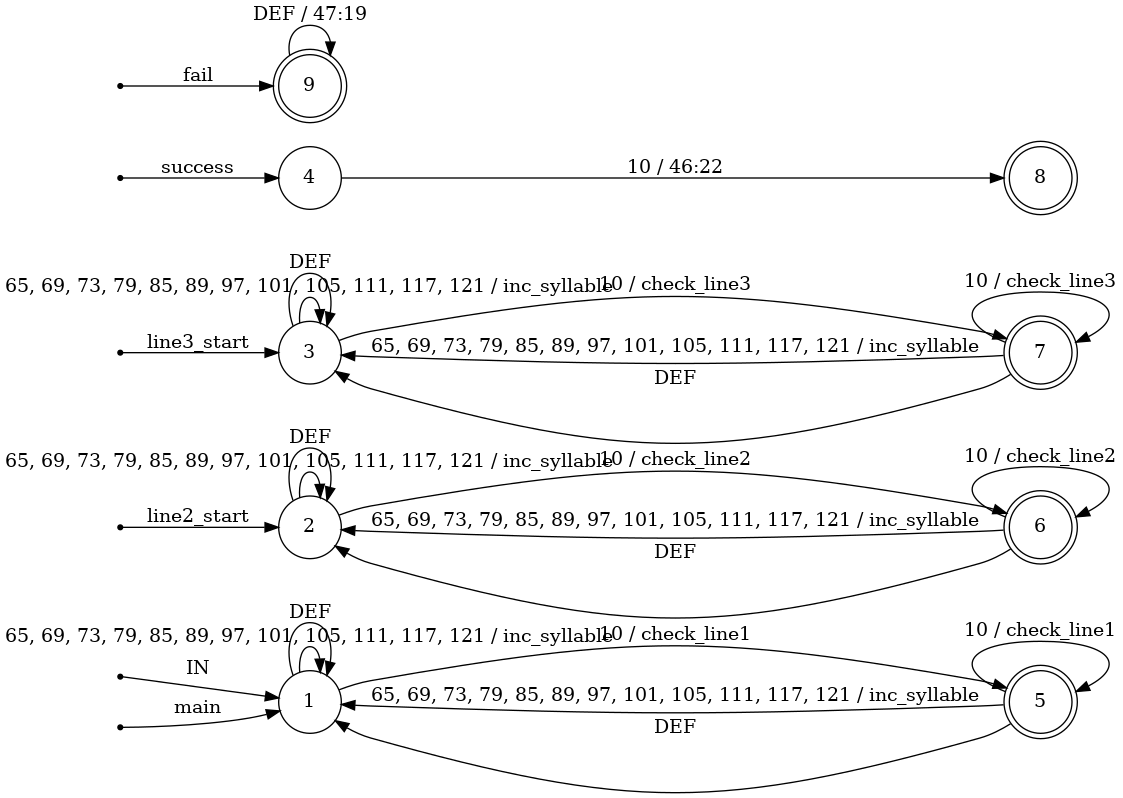 DEF / 47:19
fail
9
success
4
10 / 46:22
8
DEF
65, 69, 73, 79, 85, 89, 97, 101, 105, 111, 117, 121 / inc_syllable
10 / check_line3
10 / check_line3
line3_start
3
65, 69, 73, 79, 85, 89, 97, 101, 105, 111, 117, 121 / inc_syllable
7
DEF
DEF
65, 69, 73, 79, 85, 89, 97, 101, 105, 111, 117, 121 / inc_syllable
10 / check_line2
10 / check_line2
line2_start
2
65, 69, 73, 79, 85, 89, 97, 101, 105, 111, 117, 121 / inc_syllable
6
DEF
DEF
65, 69, 73, 79, 85, 89, 97, 101, 105, 111, 117, 121 / inc_syllable
10 / check_line1
10 / check_line1
IN
main
1
65, 69, 73, 79, 85, 89, 97, 101, 105, 111, 117, 121 / inc_syllable
5
DEF